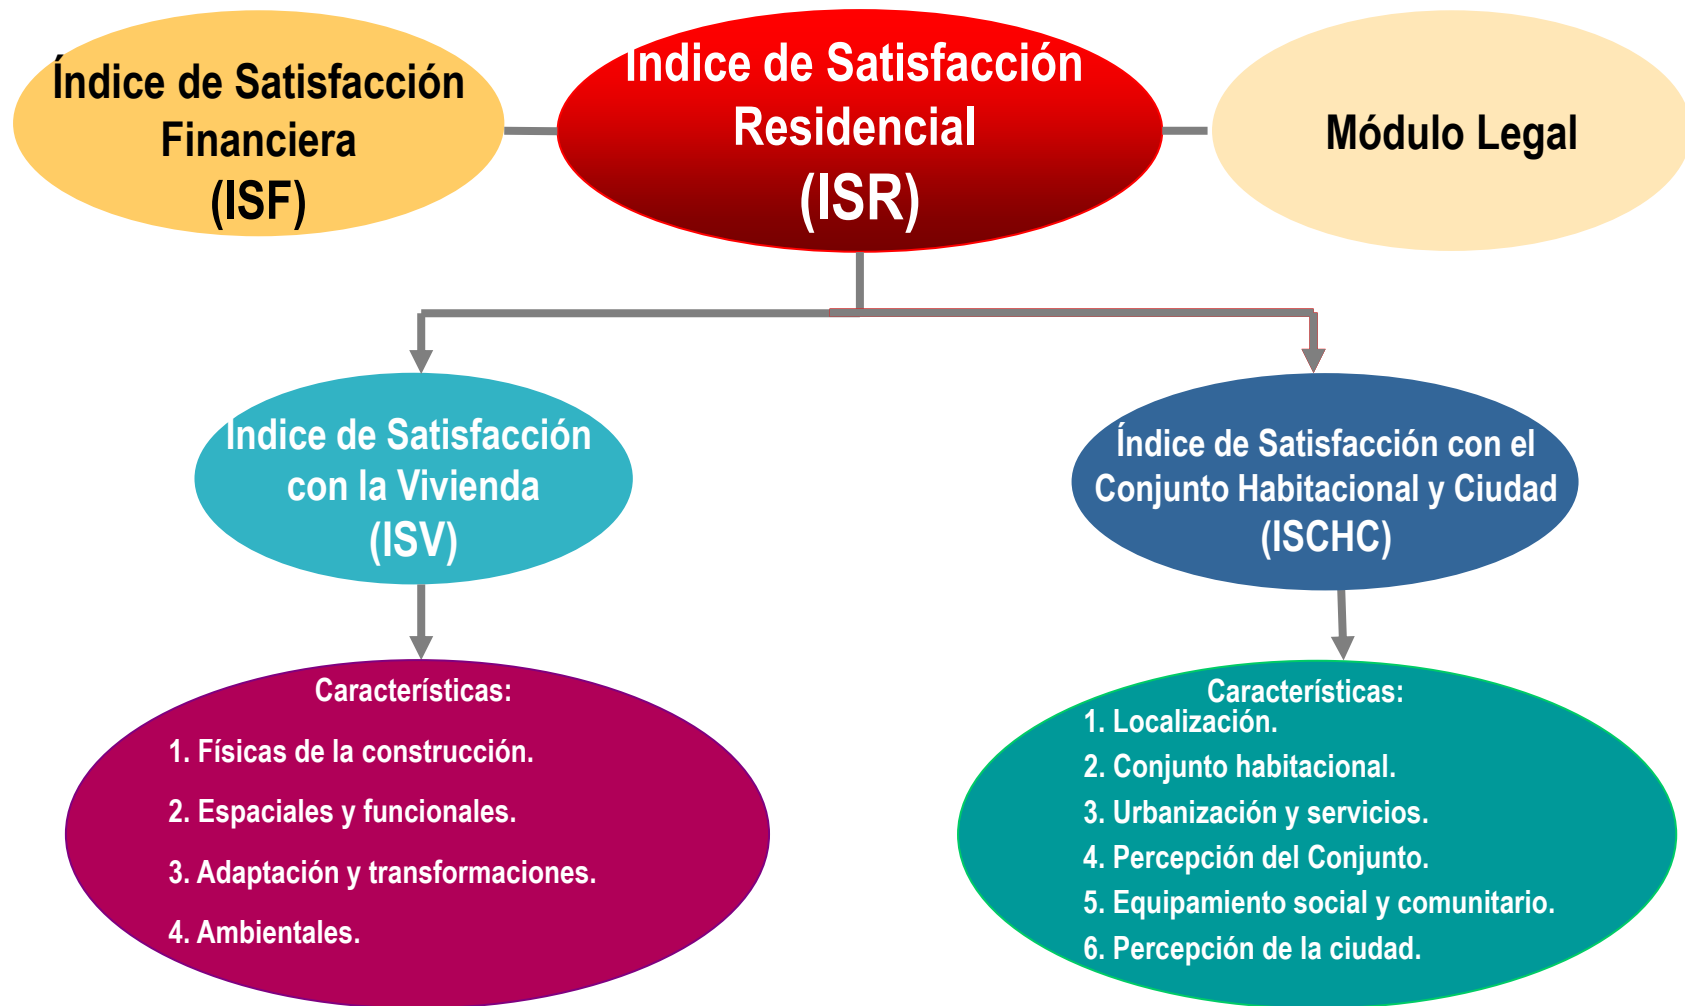 Índice de Satisfacción
Financiera
(ISF)
Índice de Satisfacción
Residencial
(ISR)
Módulo Legal
Índice de Satisfacción
con la Vivienda
(ISV)
Índice de Satisfacción con el
Conjunto Habitacional y Ciudad
(ISCHC)
Características:
1. Físicas de la construcción.
2. Espaciales y funcionales.
3. Adaptación y transformaciones.
4. Ambientales.
Características:
1. Localización.
2. Conjunto habitacional.
3. Urbanización y servicios.
4. Percepción del Conjunto.
5. Equipamiento social y comunitario.
6. Percepción de la ciudad.